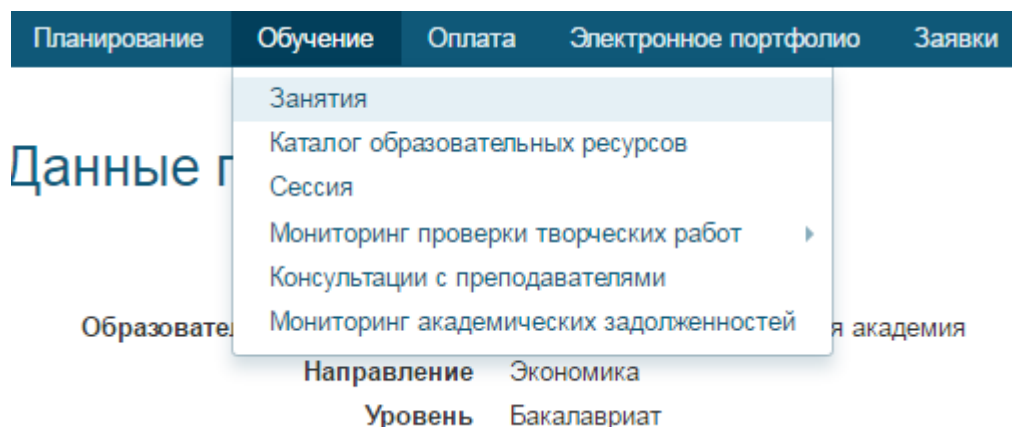 Планирование Обучение Оплата Электронное портфолио Заявки
Занятия
Каталог образовательных ресурсов
Данные
Сессия
Мониторинг проверки творческих работ
Консультации с преподавателями
Мониторинг академических задолженностей
академия
Направление Экономика
Уровень Бакалавриат